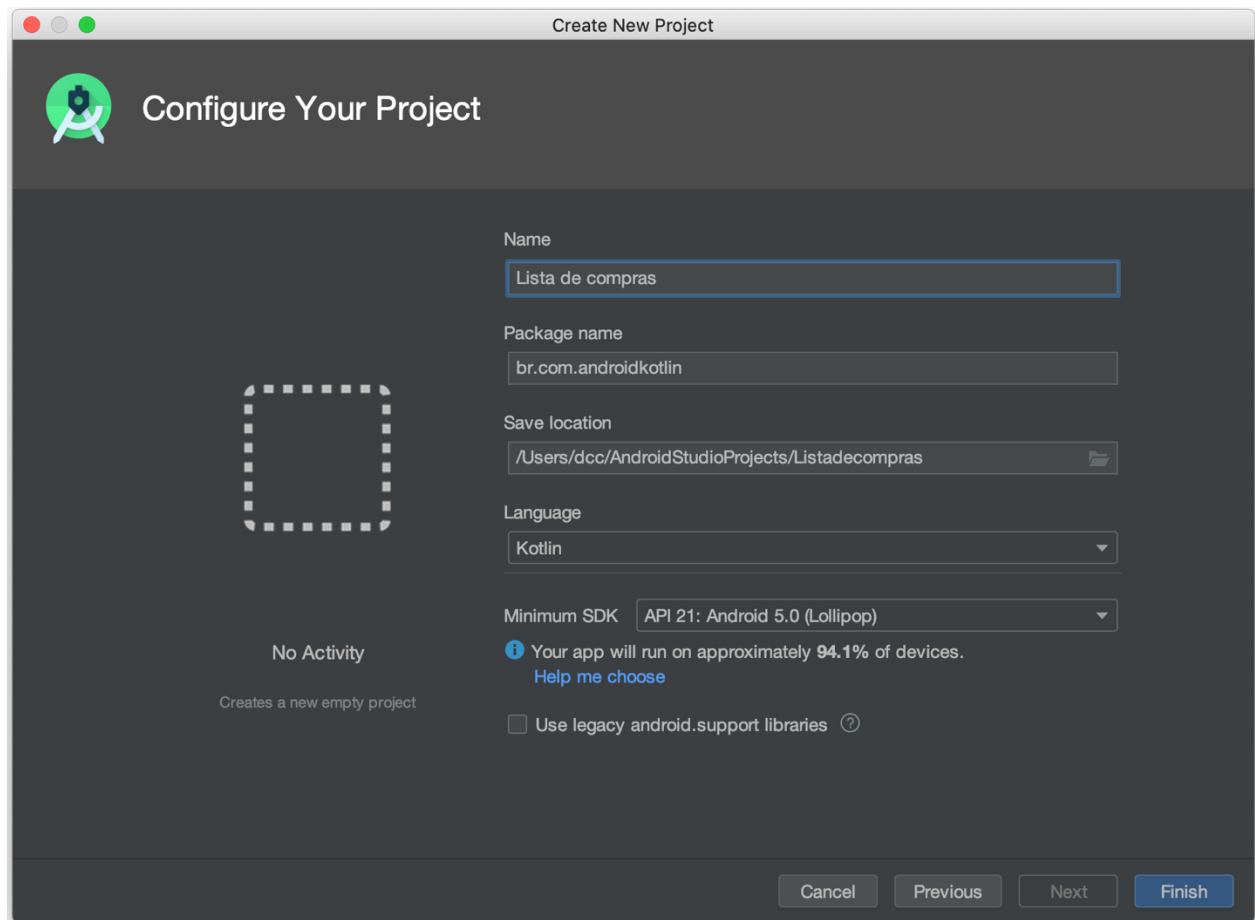 Create New Project
Configure Your Project
Name
Lista de compras
Package name
br.com.androidkotlin
Save location
/Users/dcc/AndroidStudioProjects/Listadecompras
Language
Kotlin
Minimum SDK API 21: Android 5.0 (Lollipop)
Your app will run on approximately 94.1% of devices.
Help me choose
Use legacy android.support libraries
No Activity
Creates a new empty project
Cancel Previous Next Finish